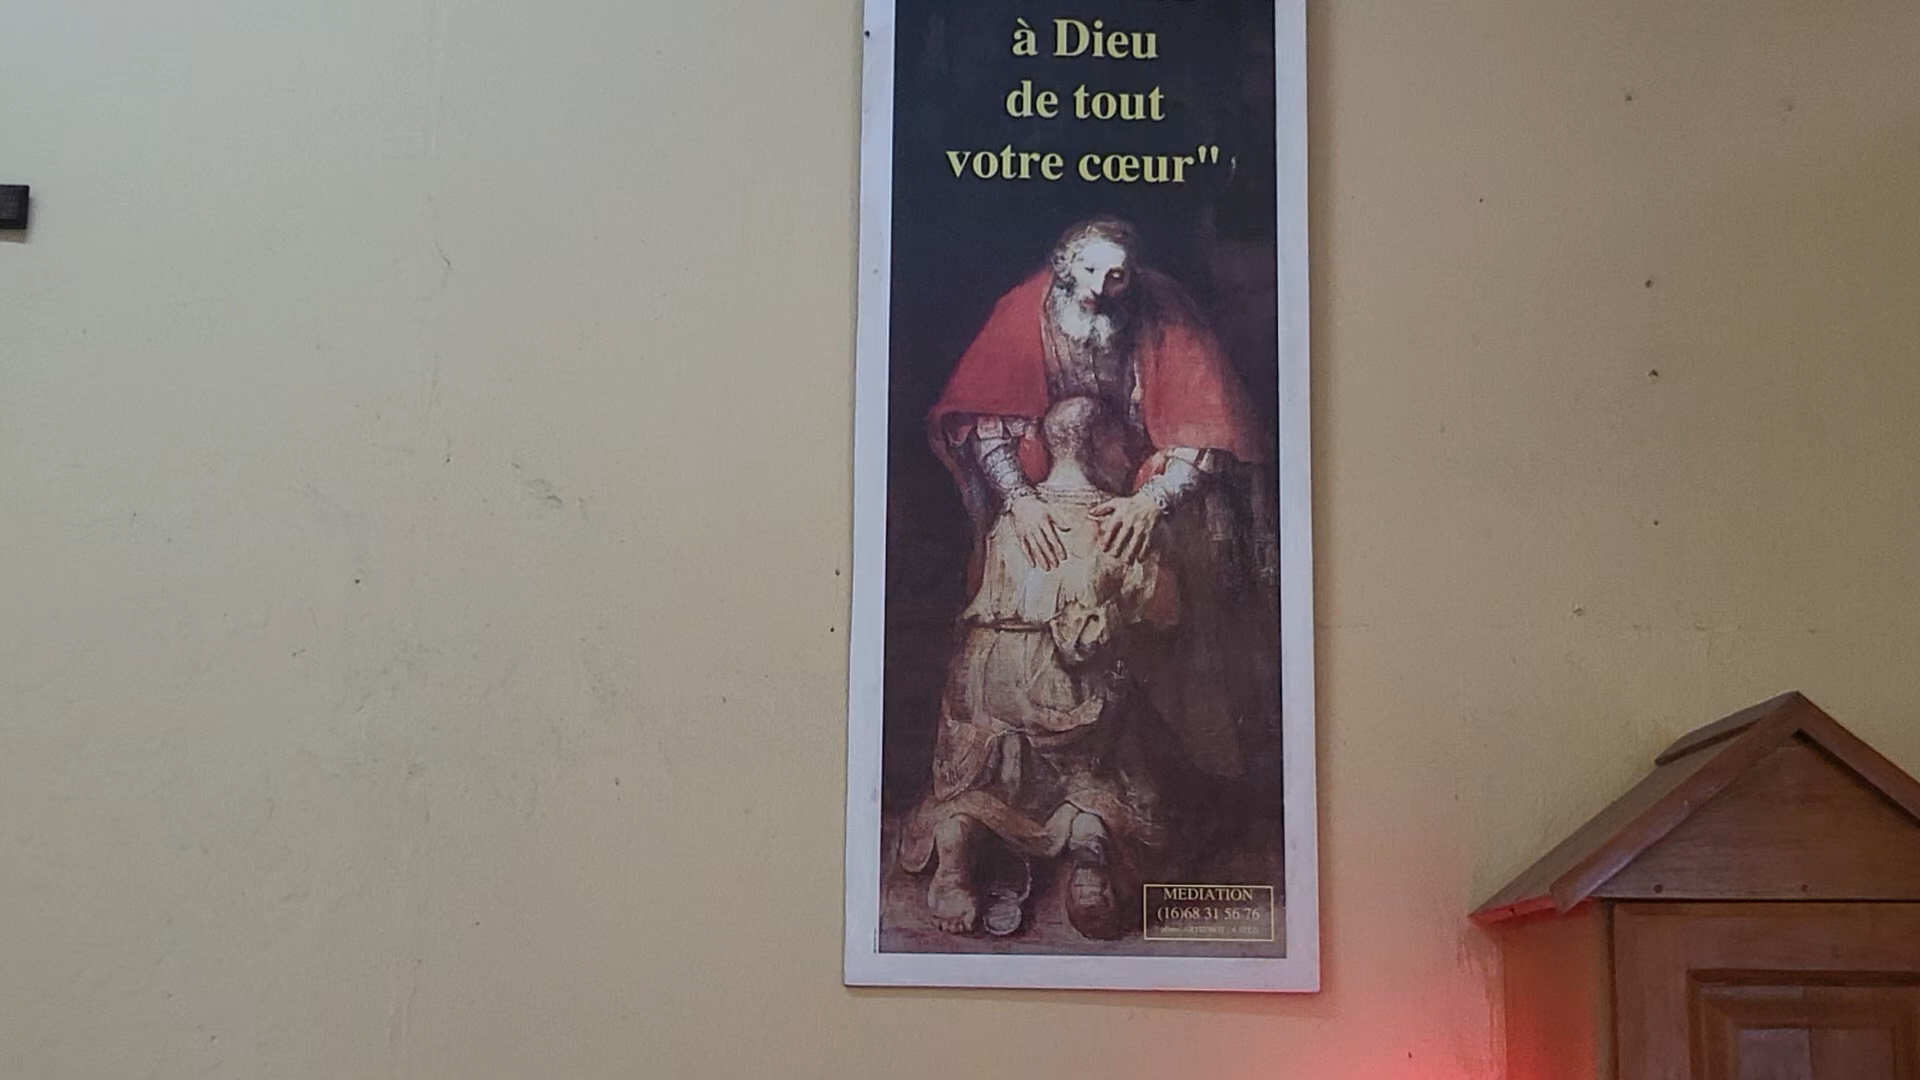 à Dieu
de tout
votre cœur"
MEDIATION
(16)68 31 56 76